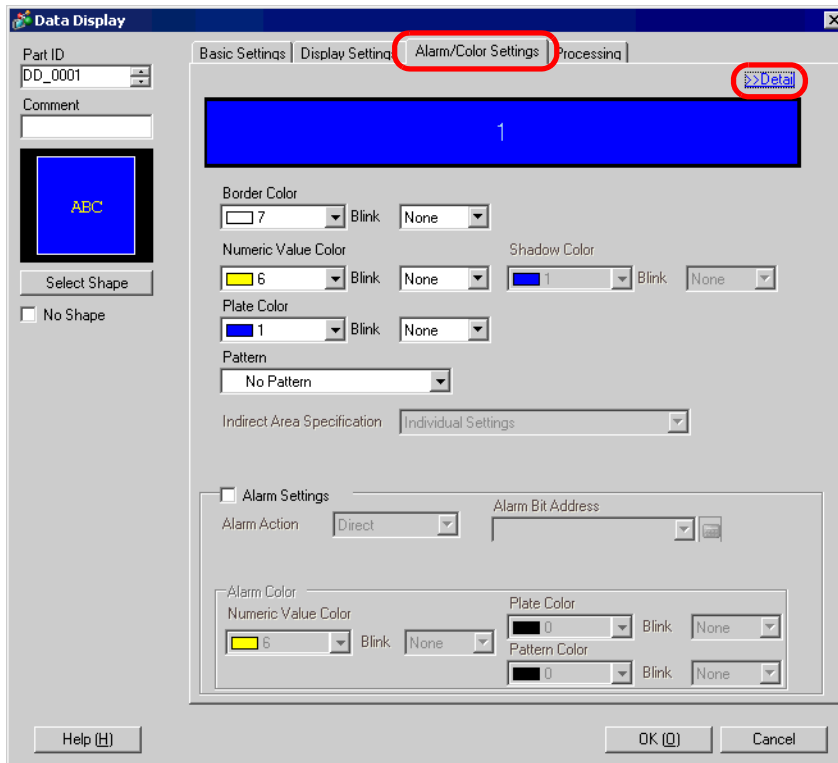 Data Display
Part ID
DD_0001
Comment
ABC
Select Shape
No Shape
Basic Settings Display Settings Alarm/Color Settings Processing
>>Detail
1
Border Color
7 Blink None
Numeric Value Color Shadow Color
6 Blink None 1 Blink None
Plate Color
1 Blink None
Pattern
No Pattern
Indirect Area Specification Individual Settings
Alarm Settings
Alarm Action Direct Alarm Bit Address
Alarm Color
Numeric Value Color Plate Color
6 Blink None 0 Blink None
Pattern Color
0 Blink None
Help (H) OK (O) Cancel